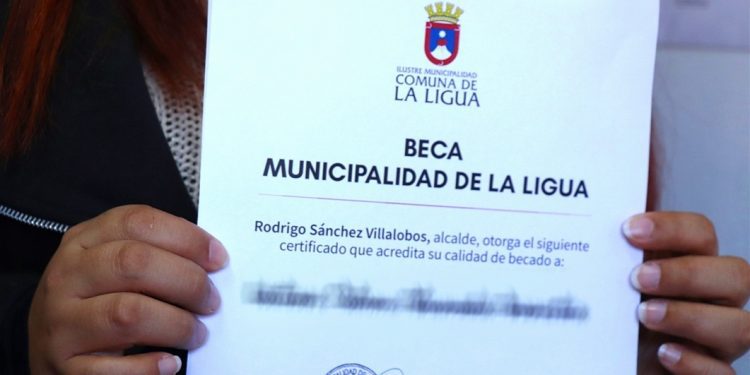 ILUSTRE MUNICIPALIDAD
COMUNA DE
LA LIGUA
BECA
MUNICIPALIDAD DE LA LIGUA
Rodrigo Sánchez Villalobos, alcalde, otorga el siguiente
certificado que acredita su calidad de becado a: